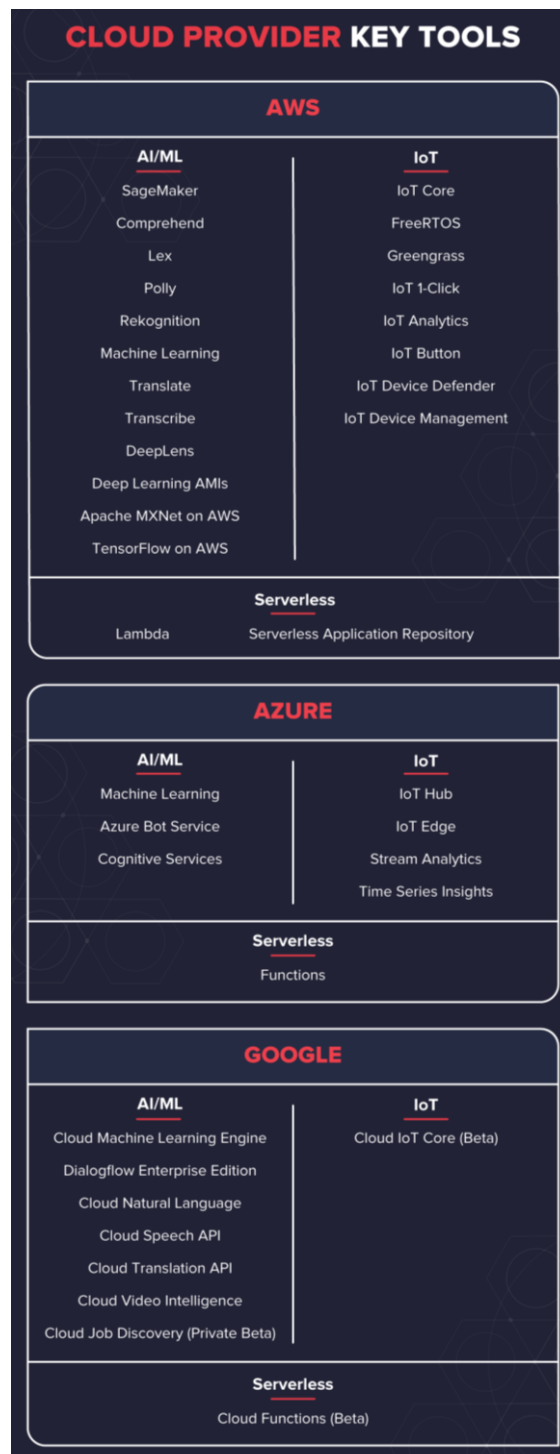 CLOUD PROVIDER KEY TOOLS
AWS
AI/ML
SageMaker
Comprehend
Lex
Polly
Rekognition
Machine Learning
Translate
Transcribe
DeepLens
Deep Learning AMIs
Apache MXNet on AWS
TensorFlow on AWS
IoT
IoT Core
FreeRTOS
Greengrass
IoT 1-Click
IoT Analytics
IoT Button
IoT Device Defender
IoT Device Management
Serverless
Lambda Serverless Application Repository
AZURE
AI/ML
Machine Learning
Azure Bot Service
Cognitive Services
IoT
IoT Hub
IoT Edge
Stream Analytics
Time Series Insights
Serverless
Functions
GOOGLE
AI/ML
Cloud Machine Learning Engine
Dialogflow Enterprise Edition
Cloud Natural Language
Cloud Speech API
Cloud Translation API
Cloud Video Intelligence
Cloud Job Discovery (Private Beta)
IoT
Cloud IoT Core (Beta)
Serverless
Cloud Functions (Beta)